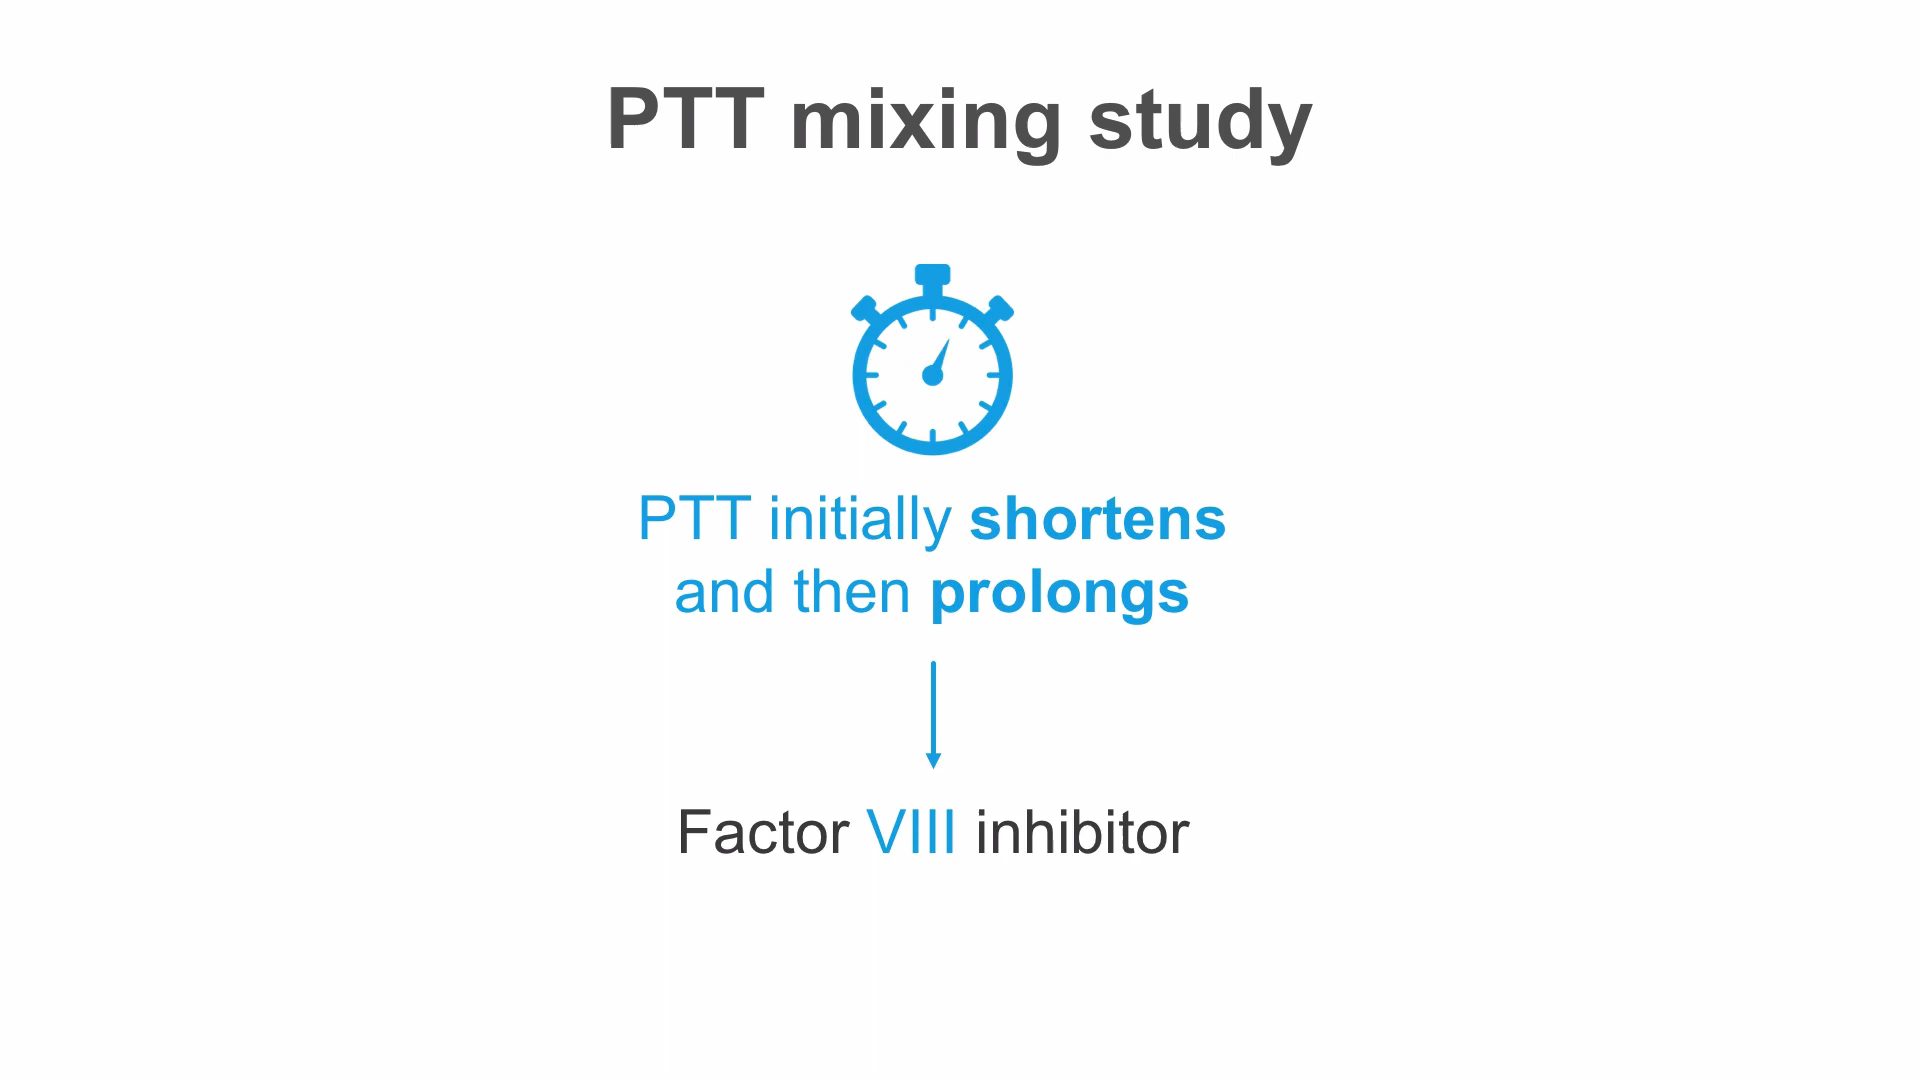 PTT mixing study
PTT initially shortens
and then prolongs
Factor VIII inhibitor